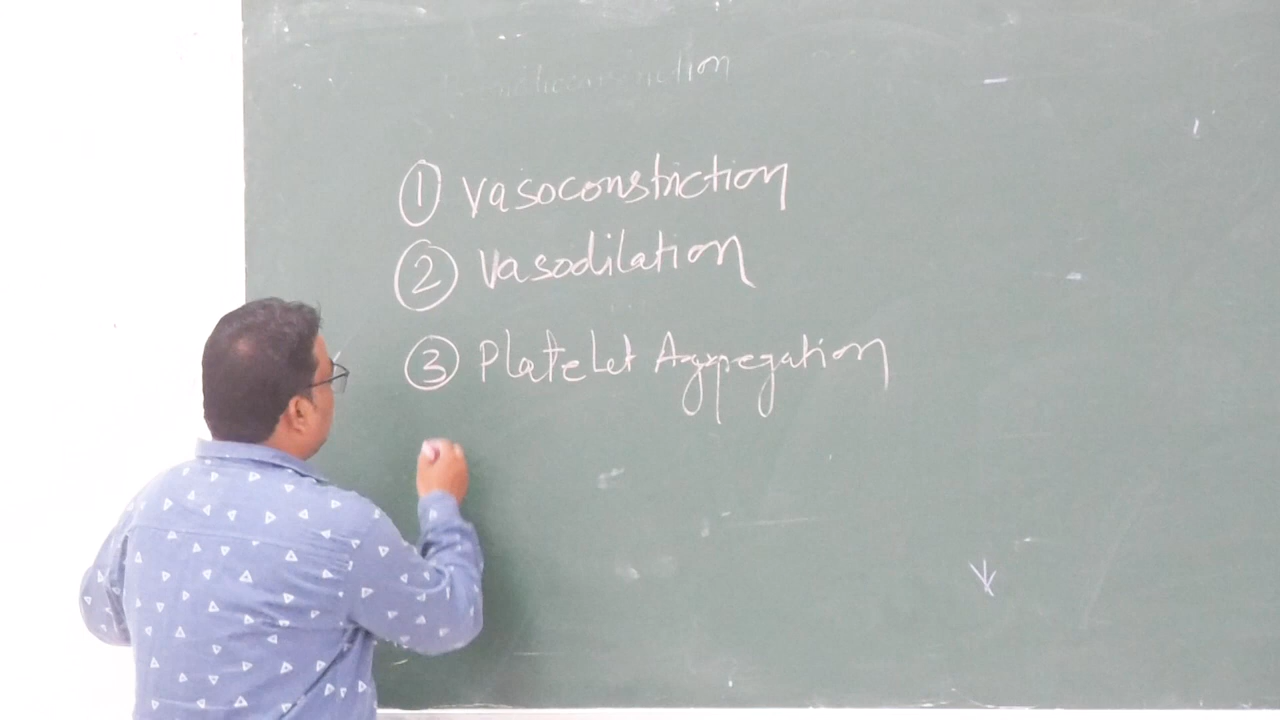 ① Vasoconstriction
② Vasodilation
③ Platelet Aggregation